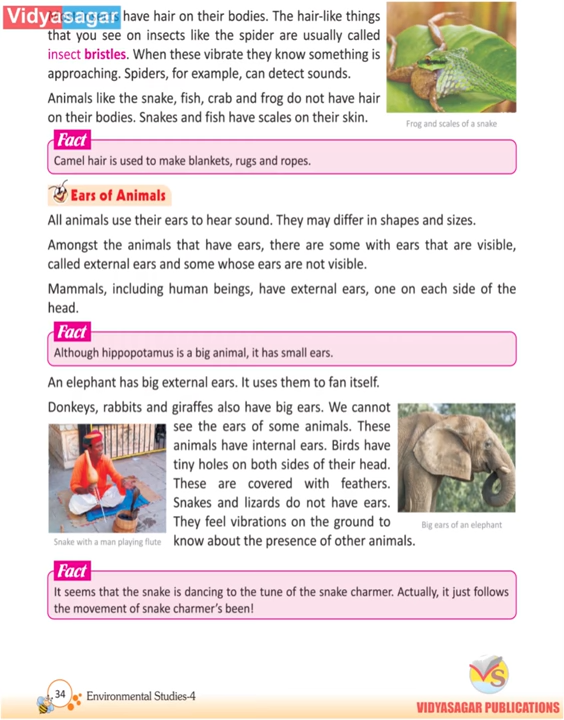 Vidyasagar
have hair on their bodies. The hair-like things
that you see on insects like the spider are usually called
insect bristles. When these vibrate they know something is
approaching. Spiders, for example, can detect sounds.
Animals like the snake, fish, crab and frog do not have hair
on their bodies. Snakes and fish have scales on their skin.
Frog and scales of a snake
Fact
Camel hair is used to make blankets, rugs and ropes.
Ears of Animals
All animals use their ears to hear sound. They may differ in shapes and sizes.
Amongst the animals that have ears, there are some with ears that are visible,
called external ears and some whose ears are not visible.
Mammals, including human beings, have external ears, one on each side of the
head.
Fact
Although hippopotamus is a big animal, it has small ears.
An elephant has big external ears. It uses them to fan itself.
Donkeys, rabbits and giraffes also have big ears. We cannot
see the ears of some animals. These
animals have internal ears. Birds have
tiny holes on both sides of their head.
These are covered with feathers.
Snakes and lizards do not have ears.
They feel vibrations on the ground to
know about the presence of other animals.
Snake with a man playing flute
Big ears of an elephant
Fact
It seems that the snake is dancing to the tune of the snake charmer. Actually, it just follows
the movement of snake charmer's been!
34
Environmental Studies-4
VS
VIDYASAGAR PUBLICATIONS